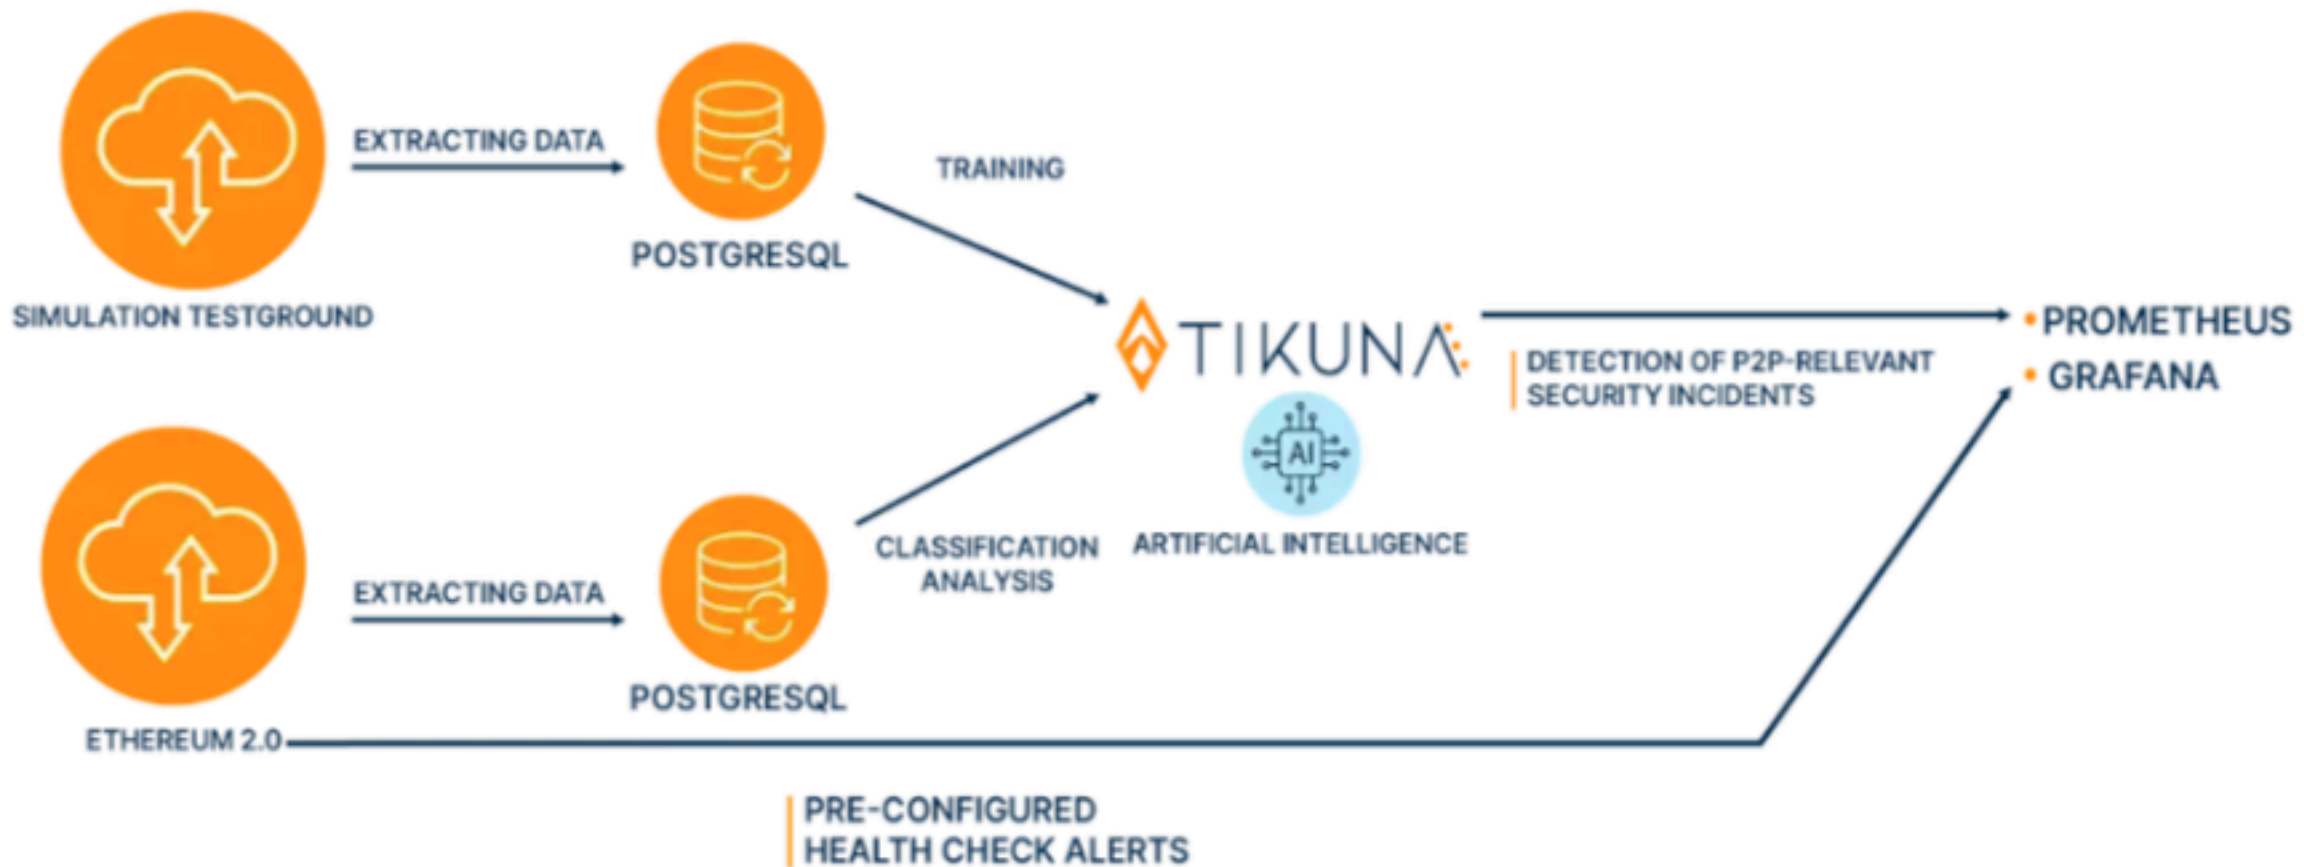 EXTRACTING DATA
TRAINING
POSTGRESQL
SIMULATION TESTGROUND
TIKUNA
• PROMETHEUS
• GRAFANA
DETECTION OF P2P-RELEVANT
SECURITY INCIDENTS
AI
ARTIFICIAL INTELLIGENCE
CLASSIFICATION
ANALYSIS
EXTRACTING DATA
POSTGRESQL
ETHEREUM 2.0
PRE-CONFIGURED
HEALTH CHECK ALERTS